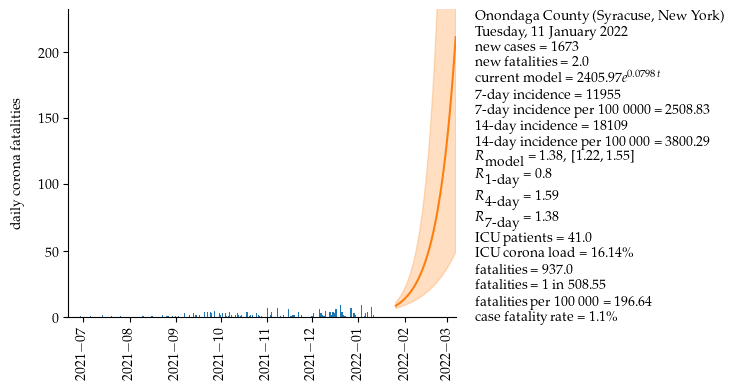 200
150
100
50
0
daily corona fatalities
2021−07
2021−08
2021−09
2021−10
2021−11
2021−12
2022−01
2022−02
2022−03
Onondaga County (Syracuse, New York)
Tuesday, 11 January 2022
new cases = 1673
new fatalities = 2.0
current model = 2405.97e^0.0798 t
7-day incidence = 11955
7-day incidence per 100 0000 = 2508.83
14-day incidence = 18109
14-day incidence per 100 000 = 3800.29
R model = 1.38, [1.22, 1.55]
R 1-day = 0.8
R 4-day = 1.59
R 7-day = 1.38
ICU patients = 41.0
ICU corona load = 16.14%
fatalities = 937.0
fatalities = 1 in 508.55
fatalities per 100 000 = 196.64
case fatality rate = 1.1%